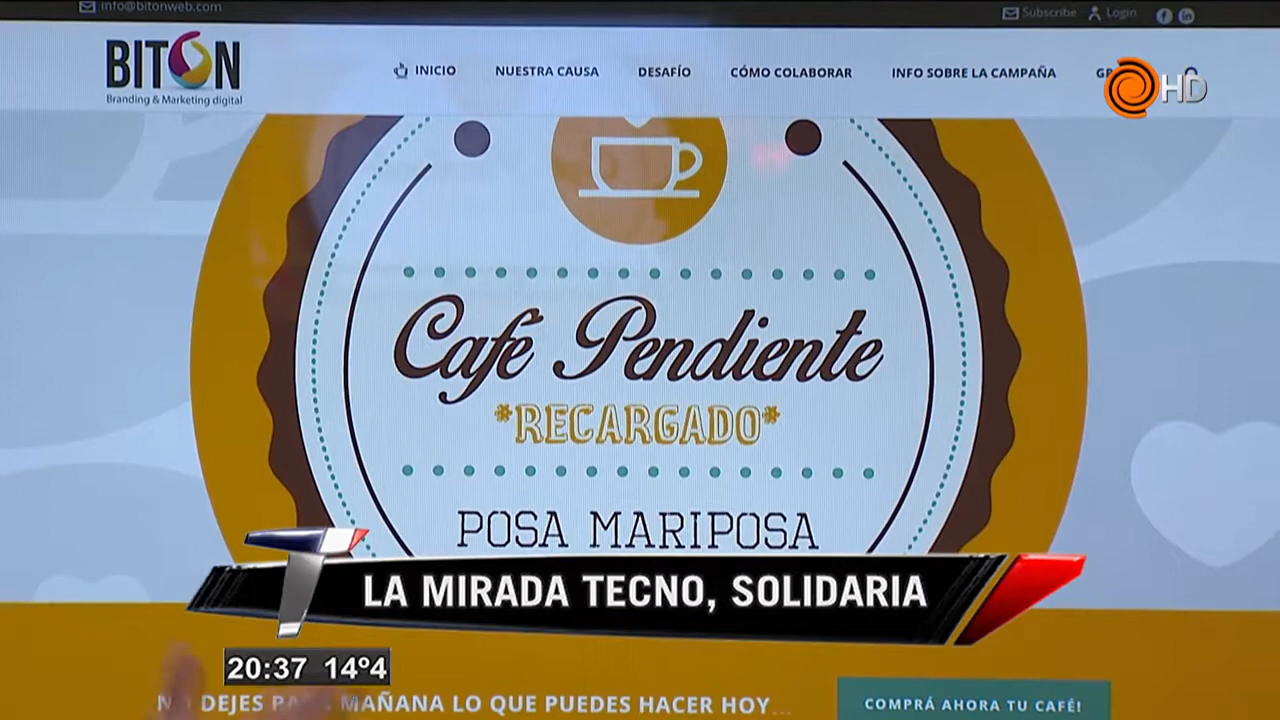 info@bitonweb.com
Subscribe
Login
BITON
Branding & Marketing digital
INICIO
NUESTRA CAUSA
DESAFÍO
CÓMO COLABORAR
INFO SOBRE LA CAMPAÑA
HD
Café Pendiente
*RECARGADO*
POSA MARIPOSA
LA MIRADA TECNO, SOLIDARIA
20:37 14º4
NO DEJES PARA MAÑANA LO QUE PUEDES HACER HOY...
COMPRÁ AHORA TU CAFÉ!